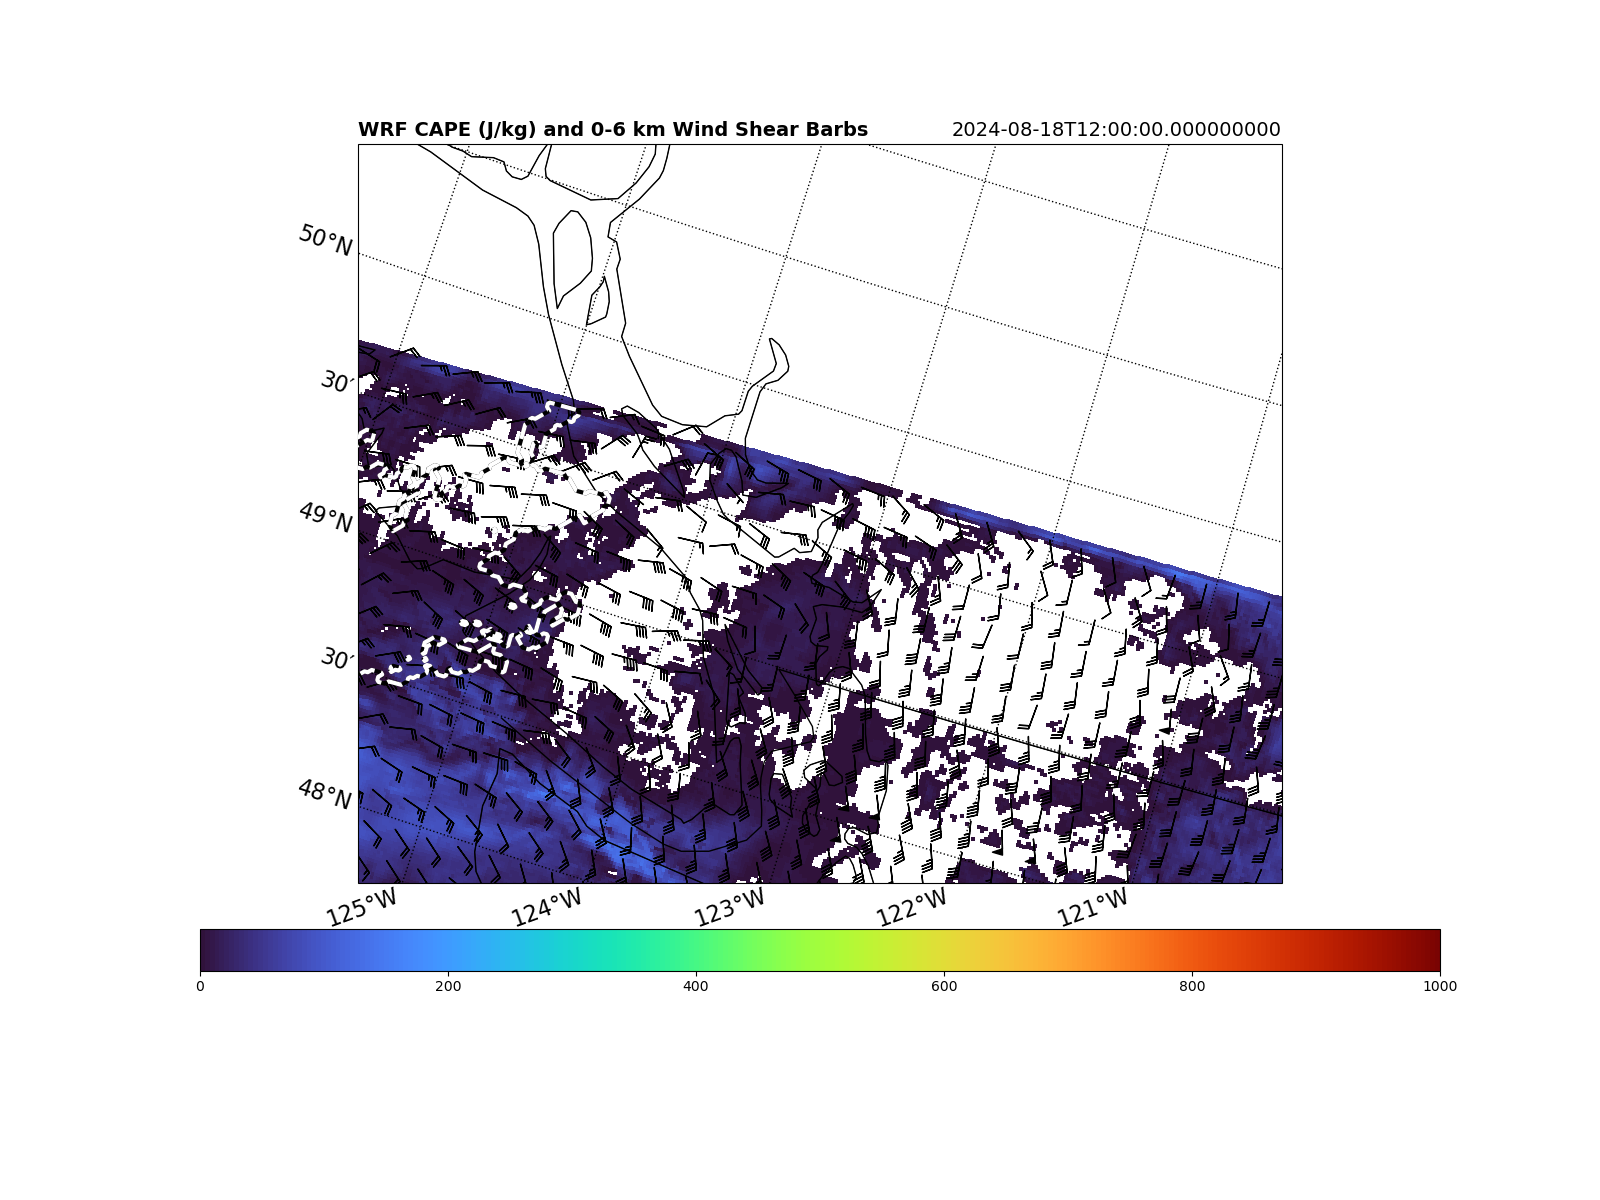 WRF CAPE (J/kg) and 0-6 km Wind Shear Barbs 2024-08-18T12:00:00.000000000
50°N
30′
49°N
30′
48°N
125°W 124°W 123°W 122°W 121°W
0 200 400 600 800 1000